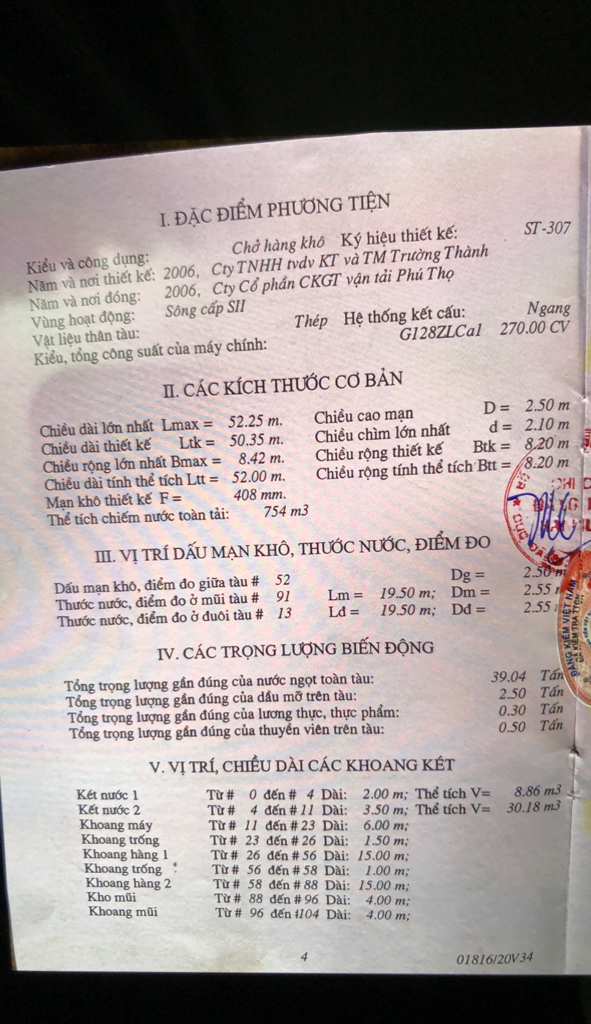 I. ĐẶC ĐIỂM PHƯƠNG TIỆN
Kiểu và công dụng: Chở hàng khô Ký hiệu thiết kế: ST-307
Năm và nơi thiết kế: 2006, Cty TNHH tvdv KT và TM Trường Thành
Năm và nơi đóng: 2006, Cty Cổ phần CKGT vận tải Phú Thọ
Vùng hoạt động: Sông cấp SII
Vật liệu thân tàu: Thép Hệ thống kết cấu: Ngang
Kiểu, tổng công suất của máy chính: G128ZLCa1 270.00 CV
II. CÁC KÍCH THƯỚC CƠ BẢN
Chiều dài lớn nhất Lmax = 52.25 m. Chiều cao mạn D = 2.50 m
Chiều dài thiết kế Ltk = 50.35 m. Chiều chìm lớn nhất d = 2.10 m
Chiều rộng lớn nhất Bmax = 8.42 m. Chiều rộng thiết kế Btk = 8.20 m
Chiều dài tính thể tích Ltt = 52.00 m. Chiều rộng tính thể tích Btt = 8.20 m
Mạn khô thiết kế F = 408 mm.
Thể tích chiếm nước toàn tải: 754 m3
III. VỊ TRÍ DẤU MẠN KHÔ, THƯỚC NƯỚC, ĐIỂM ĐO
Dấu mạn khô, điểm đo giữa tàu # 52 Dg = 2.50 m
Thước nước, điểm đo ở mũi tàu # 91 Lm = 19.50 m; Dm = 2.55
Thước nước, điểm đo ở đuôi tàu # 13 Lđ = 19.50 m; Dđ = 2.55
ĐĂNG KIỂM VIỆT NAM
IV. CÁC TRỌNG LƯỢNG BIẾN ĐỘNG
Tổng trọng lượng gần đúng của nước ngọt toàn tàu: 39.04 Tấn
Tổng trọng lượng gần đúng của dầu mỡ trên tàu: 2.50 Tấn
Tổng trọng lượng gần đúng của lương thực, thực phẩm: 0.30 Tấn
Tổng trọng lượng gần đúng của thuyền viên trên tàu: 0.50 Tấn
V. VỊ TRÍ, CHIỀU DÀI CÁC KHOANG KÉT
Két nước 1 Từ # 0 đến # 4 Dài: 2.00 m; Thể tích V= 8.86 m3
Két nước 2 Từ # 4 đến # 11 Dài: 3.50 m; Thể tích V= 30.18 m3
Khoang máy Từ # 11 đến # 23 Dài: 6.00 m;
Khoang trống Từ # 23 đến # 26 Dài: 1.50 m;
Khoang hàng 1 Từ # 26 đến # 56 Dài: 15.00 m;
Khoang trống Từ # 56 đến # 58 Dài: 1.00 m;
Khoang hàng 2 Từ # 58 đến # 88 Dài: 15.00 m;
Kho mũi Từ # 88 đến # 96 Dài: 4.00 m;
Khoang mũi Từ # 96 đến #104 Dài: 4.00 m;
4 01816/20V34